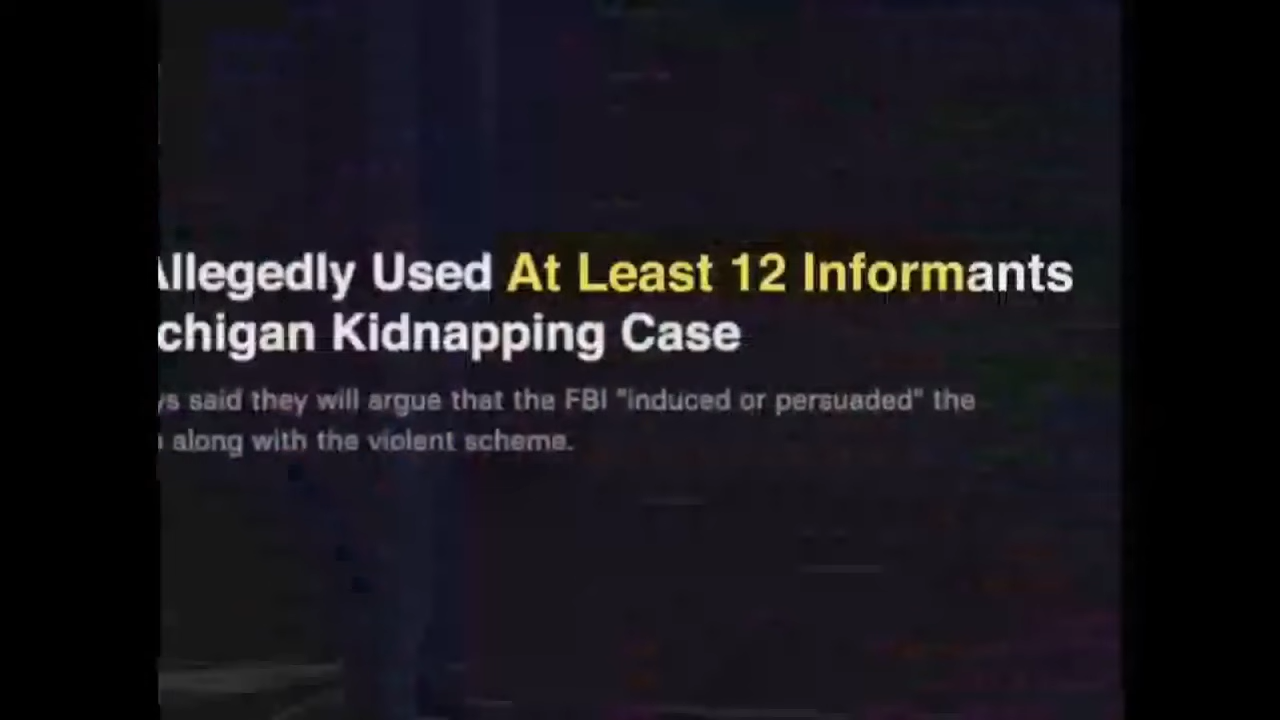 Allegedly Used At Least 12 Informants
chigan Kidnapping Case
ys said they will argue that the FBI "induced or persuaded" the
along with the violent scheme.